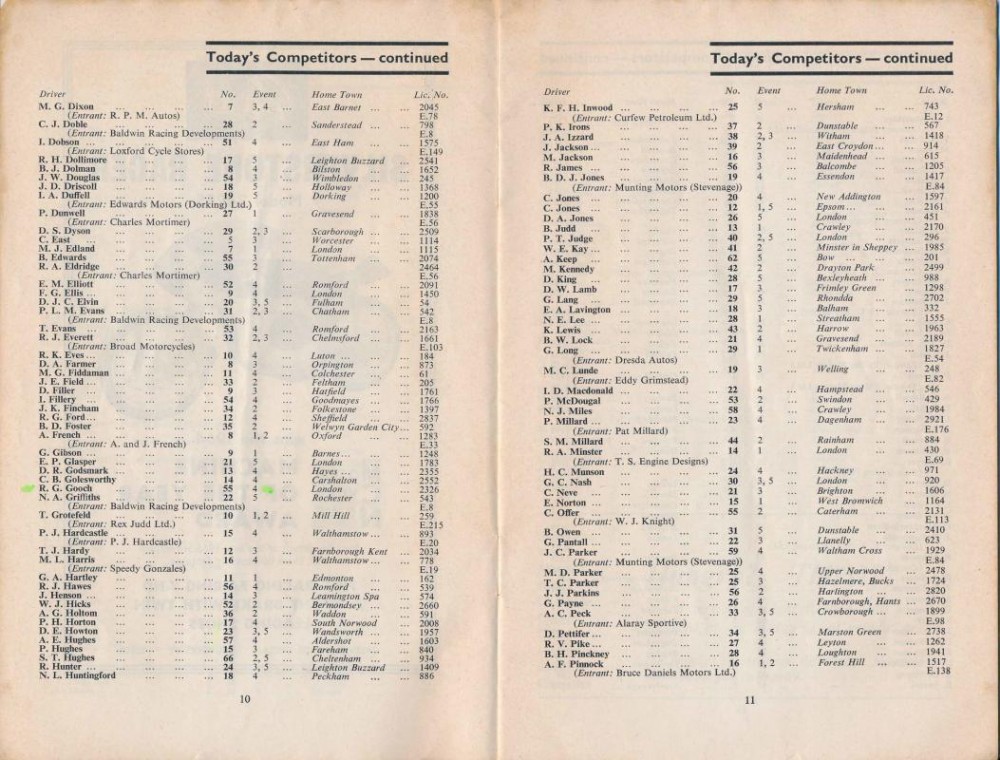 Today's Competitors — continued
Driver No. Event Home Town Lic. No.
M. G. Dixon ... ... ... ... 7 3, 4 ... East Barnet ... ... 2045
(Entrant: R. P. M. Autos) E.78
C. J. Doble ... ... ... ... 28 2 ... Sanderstead ... ... 798
(Entrant: Baldwin Racing Developments) E.8
I. Dobson ... ... ... ... 51 4 ... East Ham ... ... 1575
(Entrant: Loxford Cycle Stores) E.149
R. H. Dollimore ... ... ... 17 5 ... Leighton Buzzard ... 2541
B. J. Dolman ... ... ... 8 4 ... Bilston ... ... 1652
J. W. Douglas ... ... ... 54 3 ... Wimbledon ... ... 245
J. D. Driscoll ... ... ... 18 5 ... Holloway ... ... 1368
I. A. Duffell ... ... ... 19 5 ... Dorking ... ... 1200
(Entrant: Edwards Motors (Dorking) Ltd.) E.55
P. Dunwell ... ... ... ... 27 1 ... Gravesend ... ... 1838
(Entrant: Charles Mortimer) E.56
D. S. Dyson ... ... ... 29 2, 3 ... Scarborough ... ... 2509
C. East ... ... ... ... 5 3 ... Worcester ... ... 1114
M. J. Edland ... ... ... 7 1 ... London ... ... 1115
B. Edwards ... ... ... 55 3 ... Tottenham ... ... 2074
R. A. Eldridge ... ... ... 30 2 ... 2464
(Entrant: Charles Mortimer) E.56
E. M. Elliott ... ... ... 52 4 ... Romford ... ... 2091
F. G. Ellis ... ... ... ... 9 4 ... London ... ... 1450
D. J. C. Elvin ... ... ... 20 3, 5 ... Fulham ... ... 54
P. L. M. Evans ... ... ... 31 2, 3 ... Chatham ... ... 542
(Entrant: Baldwin Racing Developments) E.8
T. Evans ... ... ... ... 53 4 ... Romford ... ... 2163
R. J. Everett ... ... ... 32 2, 3 ... Chelmsford ... ... 1661
(Entrant: Broad Motorcycles) E.103
R. K. Eves ... ... ... ... 10 4 ... Luton ... ... ... 184
D. A. Farmer ... ... ... 8 3 ... Orpington ... ... 873
M. G. Fiddaman ... ... ... 11 4 ... Colchester ... ... 61
J. E. Field ... ... ... ... 33 2 ... Feltham ... ... 205
D. Filler ... ... ... ... 9 3 ... Hatfield ... ... 1761
I. Fillery ... ... ... ... 54 4 ... Goodmayes ... ... 1766
J. K. Fincham ... ... ... 34 2 ... Folkestone ... ... 1397
R. G. Ford ... ... ... ... 12 4 ... Sheffield ... ... 2837
B. D. Foster ... ... ... 35 2 ... Welwyn Garden City ... 592
A. French ... ... ... ... 8 1, 2 ... Oxford ... ... 1283
(Entrant: A. and J. French) E.33
G. Gibson ... ... ... ... 9 1 ... Barnes ... ... ... 1248
E. P. Glasper ... ... ... 21 5 ... London ... ... 1783
D. R. Godsmark ... ... ... 13 4 ... Hayes ... ... ... 2355
C. B. Golesworthy ... ... ... 14 4 ... Carshalton ... ... 2552
R. G. Gooch ... ... ... 55 4 ... London ... ... 2326
N. A. Griffiths ... ... ... 22 5 ... Rochester ... ... 543
(Entrant: Baldwin Racing Developments) E.8
T. Grotefeld ... ... ... 10 1, 2 ... Mill Hill ... ... 259
(Entrant: Rex Judd Ltd.) E.215
P. J. Hardcastle ... ... ... 15 4 ... Walthamstow ... ... 893
(Entrant: P. J. Hardcastle) E.20
T. J. Hardy ... ... ... 12 3 ... Farnborough Kent ... 2034
M. L. Harris ... ... ... 16 4 ... Walthamstow ... ... 778
(Entrant: Speedy Gonzales) E.19
G. A. Hartley ... ... ... 11 1 ... Edmonton ... ... 162
R. J. Hawes ... ... ... 56 4 ... Romford ... ... 539
J. Henson ... ... ... ... 14 3 ... Leamington Spa ... 574
W. J. Hicks ... ... ... 52 2 ... Bermondsey ... ... 2660
A. G. Holtom ... ... ... 36 2 ... Waddon ... ... 591
P. H. Horton ... ... ... 17 4 ... South Norwood ... 2008
D. E. Howton ... ... ... 23 3, 5 ... Wandsworth ... ... 1957
A. E. Hughes ... ... ... 57 4 ... Aldershot ... ... 1603
P. Hughes ... ... ... ... 15 3 ... Fareham ... ... 840
S. T. Hughes ... ... ... 66 2, 5 ... Cheltenham ... ... 934
R. Hunter ... ... ... ... 24 3, 5 ... Leighton Buzzard ... 1409
N. L. Huntingford ... ... ... 18 4 ... Peckham ... ... 886
10
Today's Competitors — continued
Driver No. Event Home Town Lic. No.
K. F. H. Inwood ... ... ... 25 5 ... Hersham ... ... 743
(Entrant: Curfew Petroleum Ltd.) E.12
P. K. Irons ... ... ... ... 37 2 ... Dunstable ... ... 567
J. A. Izzard ... ... ... 38 2, 3 ... Witham ... ... 1418
J. Jackson ... ... ... ... 39 2 ... East Croydon ... ... 914
M. Jackson ... ... ... 16 3 ... Maidenhead ... ... 615
R. James ... ... ... ... 56 3 ... Balcombe ... ... 1205
B. D. J. Jones ... ... ... 19 4 ... Essendon ... ... 1417
(Entrant: Munting Motors (Stevenage)) E.84
C. Jones ... ... ... ... 20 4 ... New Addington ... 1597
C. Jones ... ... ... ... 12 1, 5 ... Epsom ... ... ... 2161
D. A. Jones ... ... ... 26 5 ... London ... ... 451
B. Judd ... ... ... ... 13 1 ... Crawley ... ... 2170
P. T. Judge ... ... ... 40 2, 5 ... London ... ... 296
W. E. Kay ... ... ... ... 41 2 ... Minster in Sheppey ... 1985
A. Keep ... ... ... ... 62 5 ... Bow ... ... ... 201
M. Kennedy ... ... ... 42 2 ... Drayton Park ... ... 2499
D. King ... ... ... ... 28 5 ... Bexleyheath ... ... 988
D. W. Lamb ... ... ... 17 3 ... Frimley Green ... 1298
G. Lang ... ... ... ... 29 5 ... Rhondda ... ... 2702
E. A. Lavington ... ... ... 18 3 ... Balham ... ... 332
N. E. Lee ... ... ... ... 28 1 ... Streatham ... ... 1555
K. Lewis ... ... ... ... 43 2 ... Harrow ... ... 1963
B. W. Lock ... ... ... 21 4 ... Gravesend ... ... 2189
G. Long ... ... ... ... 29 1 ... Twickenham ... ... 1827
(Entrant: Dresda Autos) E.54
M. C. Lunde ... ... ... 19 3 ... Welling ... ... 248
(Entrant: Eddy Grimstead) E.82
I. D. Macdonald ... ... ... 22 4 ... Hampstead ... ... 546
P. McDougal ... ... ... 53 2 ... Swindon ... ... 429
N. J. Miles ... ... ... 58 4 ... Crawley ... ... 1984
P. Millard ... ... ... ... 23 4 ... Dagenham ... ... 2921
(Entrant: Pat Millard) E.176
S. M. Millard ... ... ... 44 2 ... Rainham ... ... 884
R. A. Minster ... ... ... 14 1 ... London ... ... 430
(Entrant: T. S. Engine Designs) E.69
H. C. Munson ... ... ... 24 4 ... Hackney ... ... 971
G. C. Nash ... ... ... 30 3, 5 ... London ... ... 920
C. Neve ... ... ... ... 21 3 ... Brighton ... ... 1606
E. Norton ... ... ... ... 15 1 ... West Bromwich ... 1164
C. Offer ... ... ... ... 55 2 ... Caterham ... ... 2131
(Entrant: W. J. Knight) E.113
B. Owen ... ... ... ... 31 5 ... Dunstable ... ... 2410
G. Pantall ... ... ... ... 22 3 ... Llanelly ... ... 623
J. C. Parker ... ... ... 59 4 ... Waltham Cross ... 1929
(Entrant: Munting Motors (Stevenage)) E.84
M. D. Parker ... ... ... 25 4 ... Upper Norwood ... 2478
T. C. Parker ... ... ... 25 3 ... Hazelmere, Bucks ... 1724
J. J. Parkins ... ... ... 56 2 ... Harlington ... ... 2820
G. Payne ... ... ... ... 26 4 ... Farnborough, Hants ... 2670
A. C. Peck ... ... ... 33 3, 5 ... Crowborough ... ... 1899
(Entrant: Alaray Sportive) E.98
D. Pettifer ... ... ... ... 34 3, 5 ... Marston Green ... 2738
R. V. Pike ... ... ... ... 27 4 ... Leyton ... ... 1262
B. H. Pinckney ... ... ... 28 4 ... Loughton ... ... 1941
A. F. Pinnock ... ... ... 16 1, 2 ... Forest Hill ... ... 1517
(Entrant: Bruce Daniels Motors Ltd.) E.138
11